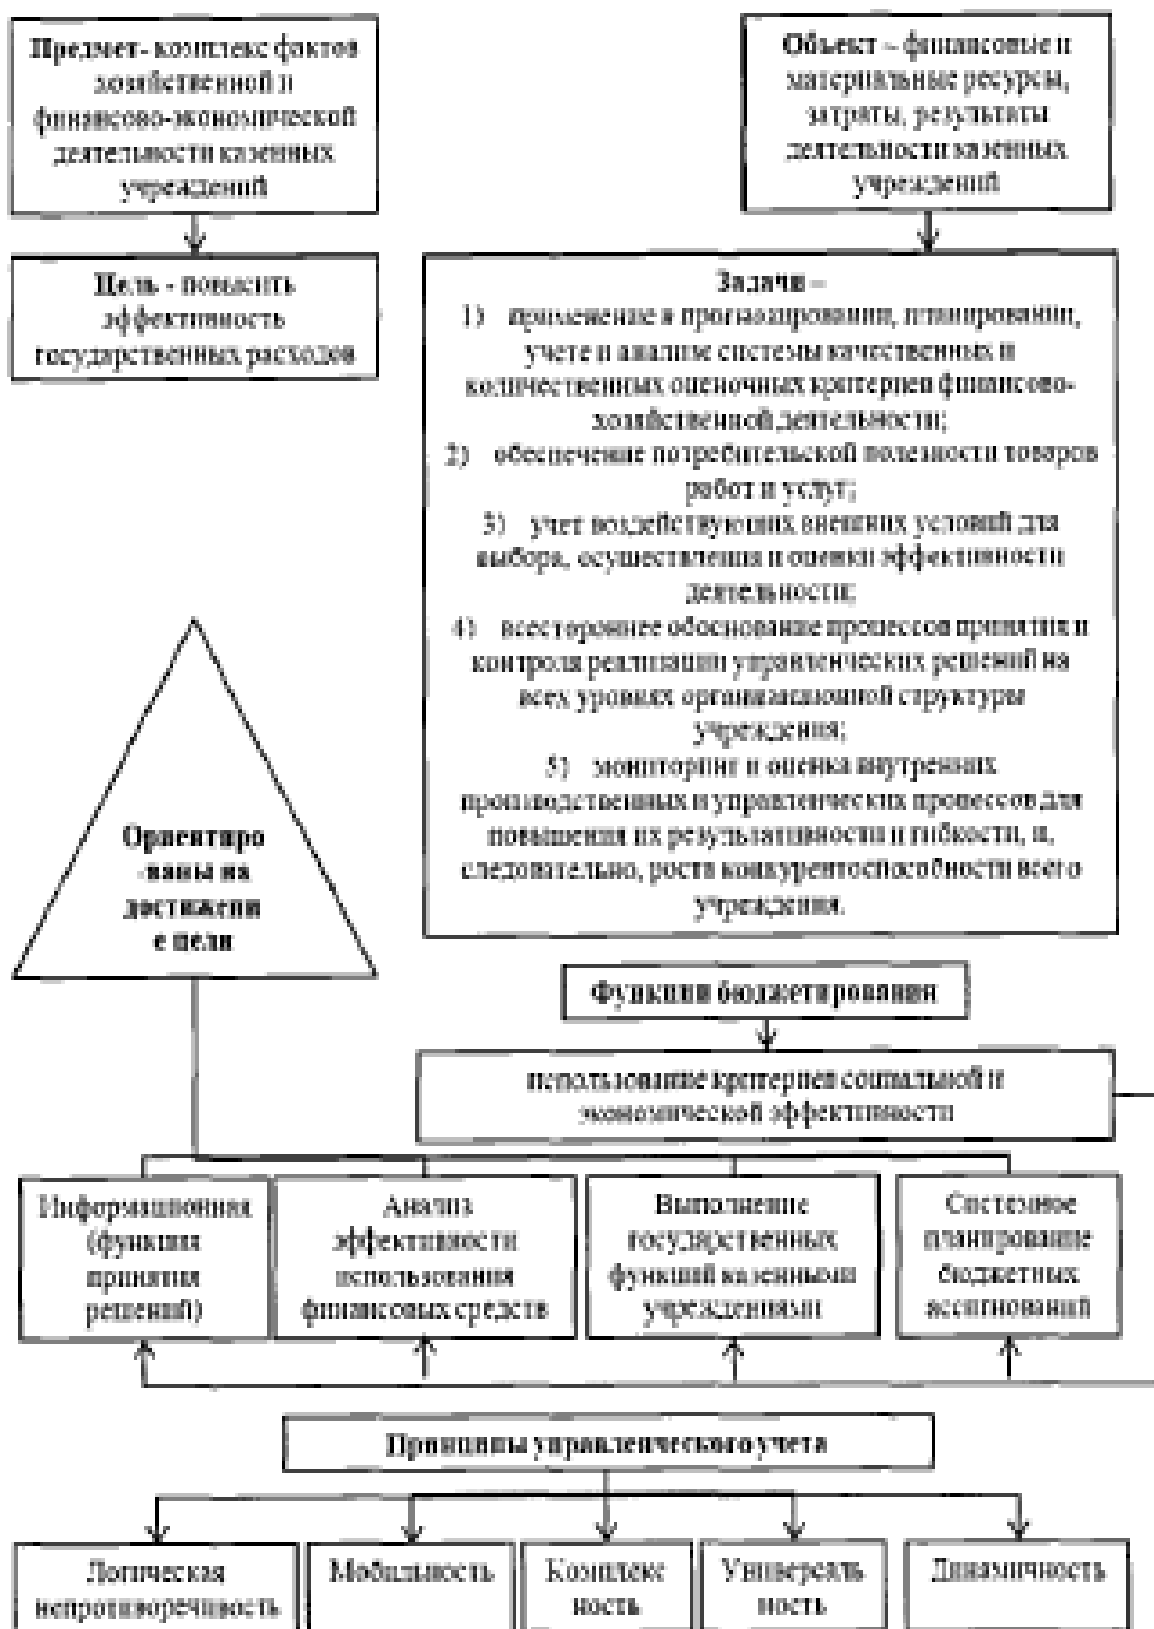 Предмет- комплекс фактов
хозяйственной и
финансово-экономической
деятельности казенных
учреждений
Объект – финансовые и
материальные ресурсы,
затраты, результаты
деятельности казенных
учреждений
Цель - повысить
эффективность
государственных расходов
Задачи –
1) применение в прогнозировании, планировании,
учете и анализе системы качественных и
количественных оценочных критериев финансово-
хозяйственной деятельности;
2) обеспечение потребительской полезности товаров
работ и услуг;
3) учет воздействующих внешних условий для
выбора, осуществления и оценки эффективности
деятельности;
4) всестороннее обоснование процессов принятия и
контроля реализации управленческих решений на
всех уровнях организационной структуры
учреждения;
5) мониторинг и оценка внутренних
производственных и управленческих процессов для
повышения их результативности и гибкости, и,
следовательно, роста конкурентоспособности всего
учреждения.
Ориентиро
-ваны на
достижени
е цели
Функции бюджетирования
использование критериев социальной и
экономической эффективности
Информационная
(функция
принятия
решений)
Анализ
эффективности
использования
финансовых средств
Выполнение
государственных
функций казенными
учреждениями
Системное
планирование
бюджетных
ассигнований
Принципы управленческого учета
Логическая
непротиворечивость
Мобильность
Комплекс
ность
Универсаль
ность
Динамичность